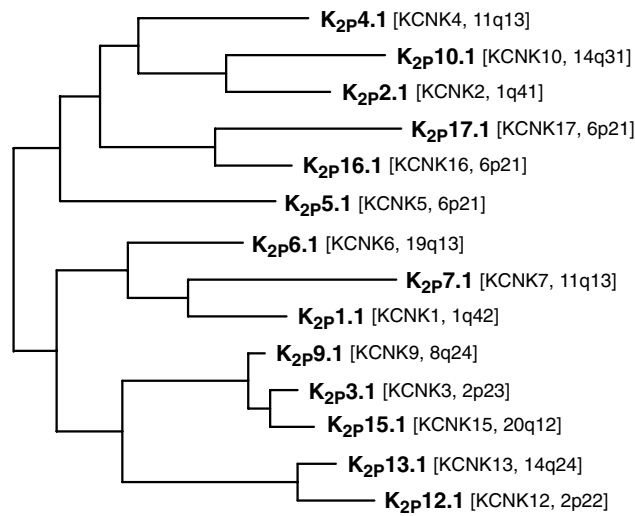 K2P4.1 [KCNK4, 11q13]
K2P10.1 [KCNK10, 14q31]
K2P2.1 [KCNK2, 1q41]
K2P17.1 [KCNK17, 6p21]
K2P16.1 [KCNK16, 6p21]
K2P5.1 [KCNK5, 6p21]
K2P6.1 [KCNK6, 19q13]
K2P7.1 [KCNK7, 11q13]
K2P1.1 [KCNK1, 1q42]
K2P9.1 [KCNK9, 8q24]
K2P3.1 [KCNK3, 2p23]
K2P15.1 [KCNK15, 20q12]
K2P13.1 [KCNK13, 14q24]
K2P12.1 [KCNK12, 2p22]